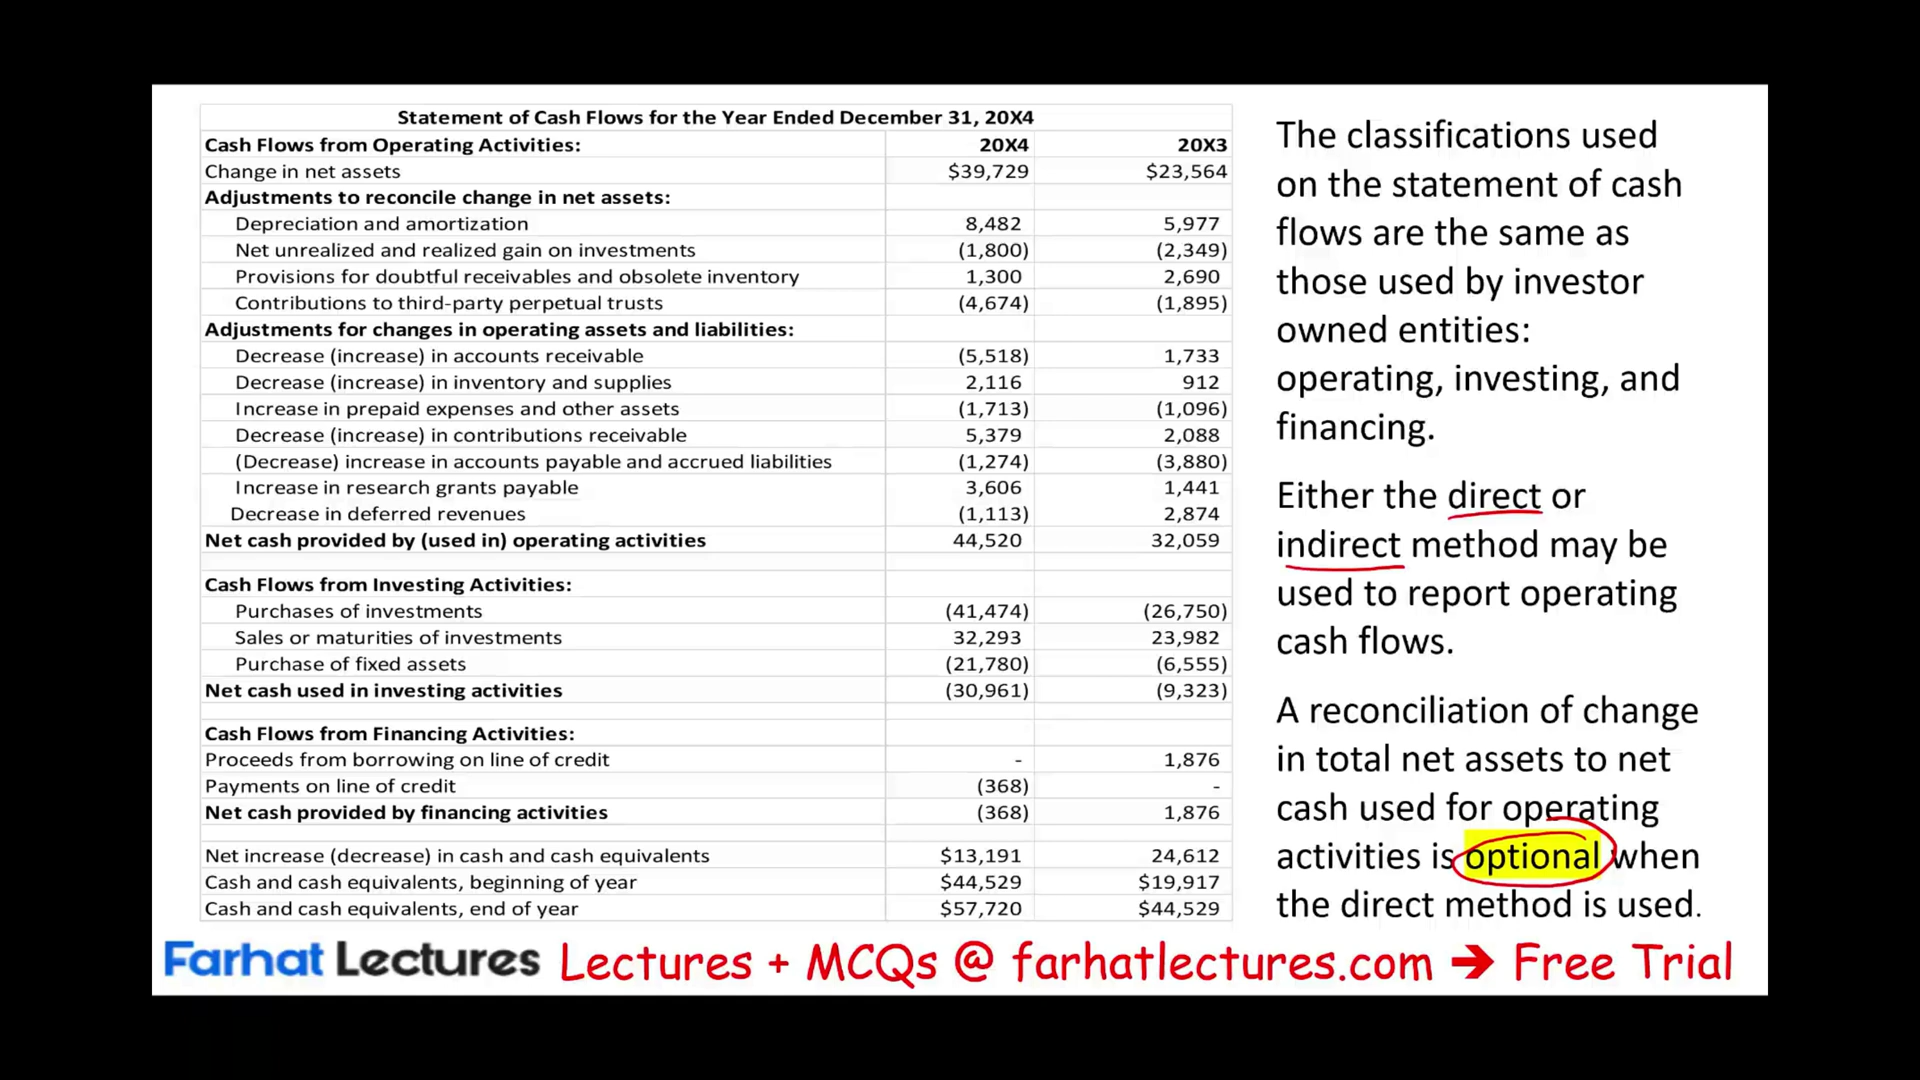 Statement of Cash Flows for the Year Ended December 31, 20X4
Cash Flows from Operating Activities: 20X4 20X3
Change in net assets $39,729 $23,564
Adjustments to reconcile change in net assets:
Depreciation and amortization 8,482 5,977
Net unrealized and realized gain on investments (1,800) (2,349)
Provisions for doubtful receivables and obsolete inventory 1,300 2,690
Contributions to third-party perpetual trusts (4,674) (1,895)
Adjustments for changes in operating assets and liabilities:
Decrease (increase) in accounts receivable (5,518) 1,733
Decrease (increase) in inventory and supplies 2,116 912
Increase in prepaid expenses and other assets (1,713) (1,096)
Decrease (increase) in contributions receivable 5,379 2,088
(Decrease) increase in accounts payable and accrued liabilities (1,274) (3,880)
Increase in research grants payable 3,606 1,441
Decrease in deferred revenues (1,113) 2,874
Net cash provided by (used in) operating activities 44,520 32,059
Cash Flows from Investing Activities:
Purchases of investments (41,474) (26,750)
Sales or maturities of investments 32,293 23,982
Purchase of fixed assets (21,780) (6,555)
Net cash used in investing activities (30,961) (9,323)
Cash Flows from Financing Activities:
Proceeds from borrowing on line of credit - 1,876
Payments on line of credit (368) -
Net cash provided by financing activities (368) 1,876
Net increase (decrease) in cash and cash equivalents $13,191 24,612
Cash and cash equivalents, beginning of year $44,529 $19,917
Cash and cash equivalents, end of year $57,720 $44,529
The classifications used
on the statement of cash
flows are the same as
those used by investor
owned entities:
operating, investing, and
financing.
Either the direct or
indirect method may be
used to report operating
cash flows.
A reconciliation of change
in total net assets to net
cash used for operating
activities is optional when
the direct method is used.
Farhat Lectures Lectures + MCQs @ farhatlectures.com → Free Trial